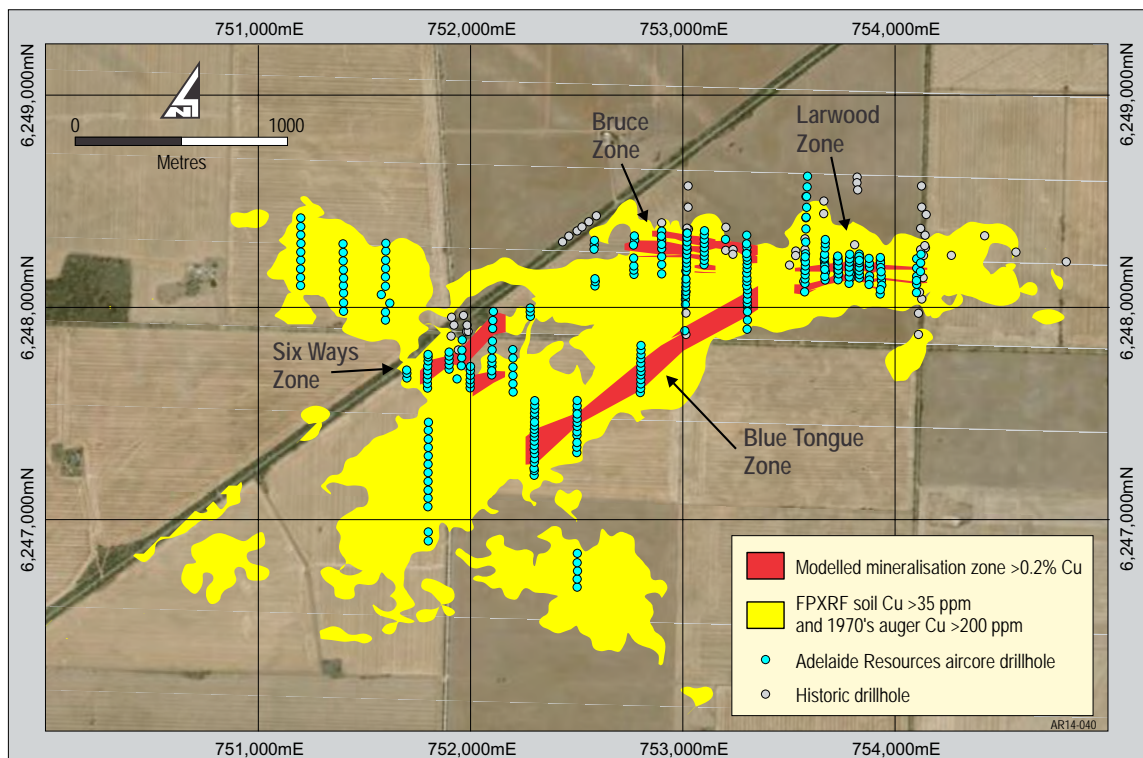 751,000mE 752,000mE 753,000mE 754,000mE
6,249,000mN
6,249,000mN
N
0 1000
Metres
Bruce
Zone
Larwood
Zone
6,248,000mN
6,248,000mN
Six Ways
Zone
Blue Tongue
Zone
6,247,000mN
6,247,000mN
Modelled mineralisation zone >0.2% Cu
FPXRF soil Cu >35 ppm
and 1970's auger Cu >200 ppm
Adelaide Resources aircore drillhole
Historic drillhole
AR14-040
751,000mE 752,000mE 753,000mE 754,000mE